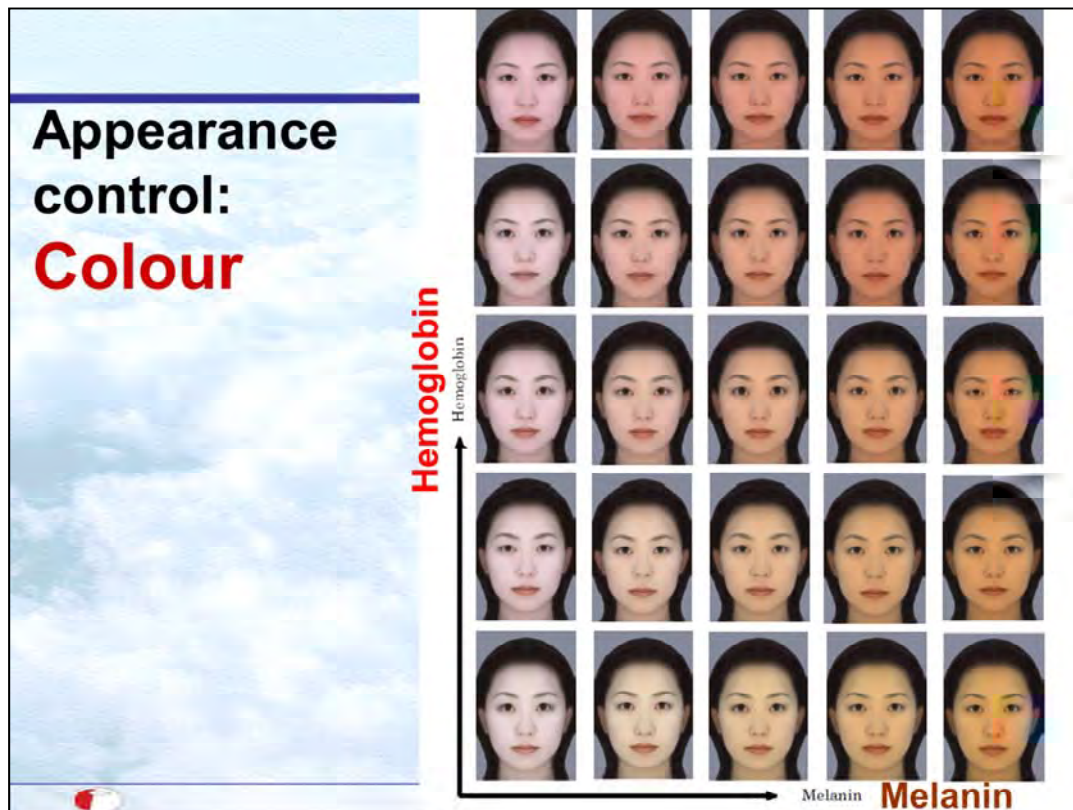 Appearance
control:
Colour
Hemoglobin
Hemoglobin
Melanin
Melanin